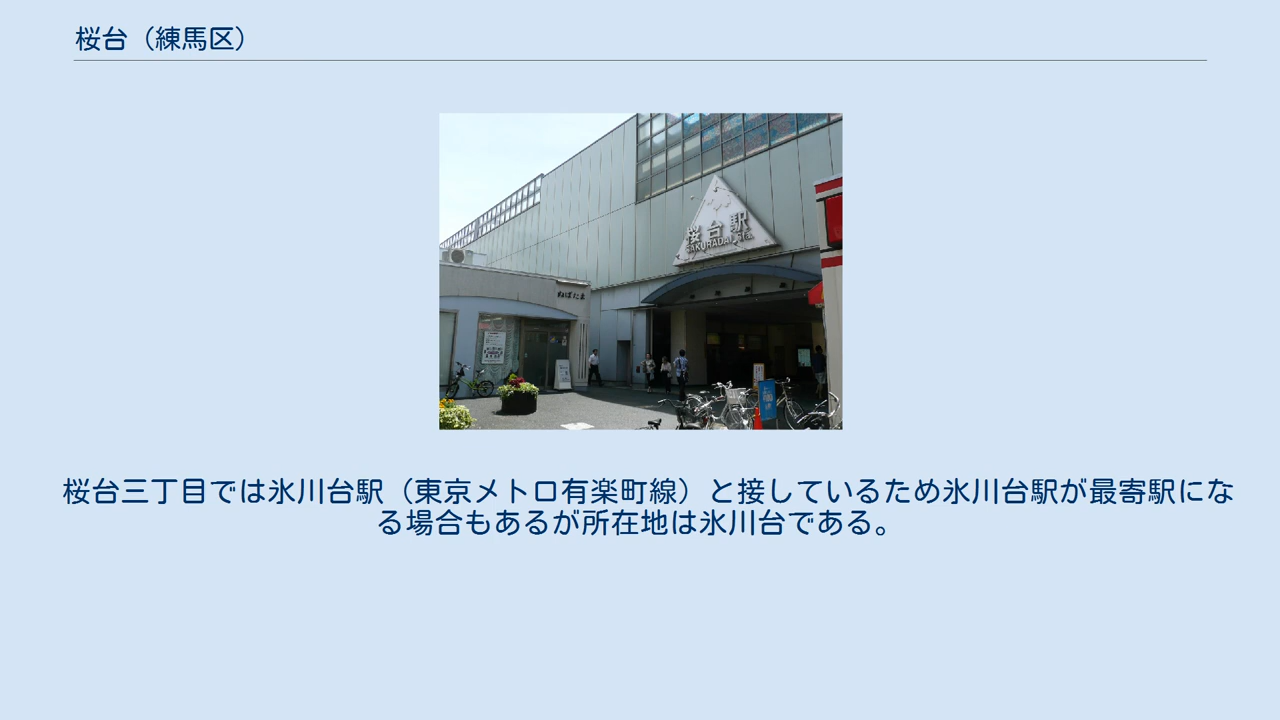 桜台（練馬区）
桜台駅
SAKURADAI Sta.
桜台三丁目では氷川台駅（東京メトロ有楽町線）と接しているため氷川台駅が最寄駅にな
る場合もあるが所在地は氷川台である。